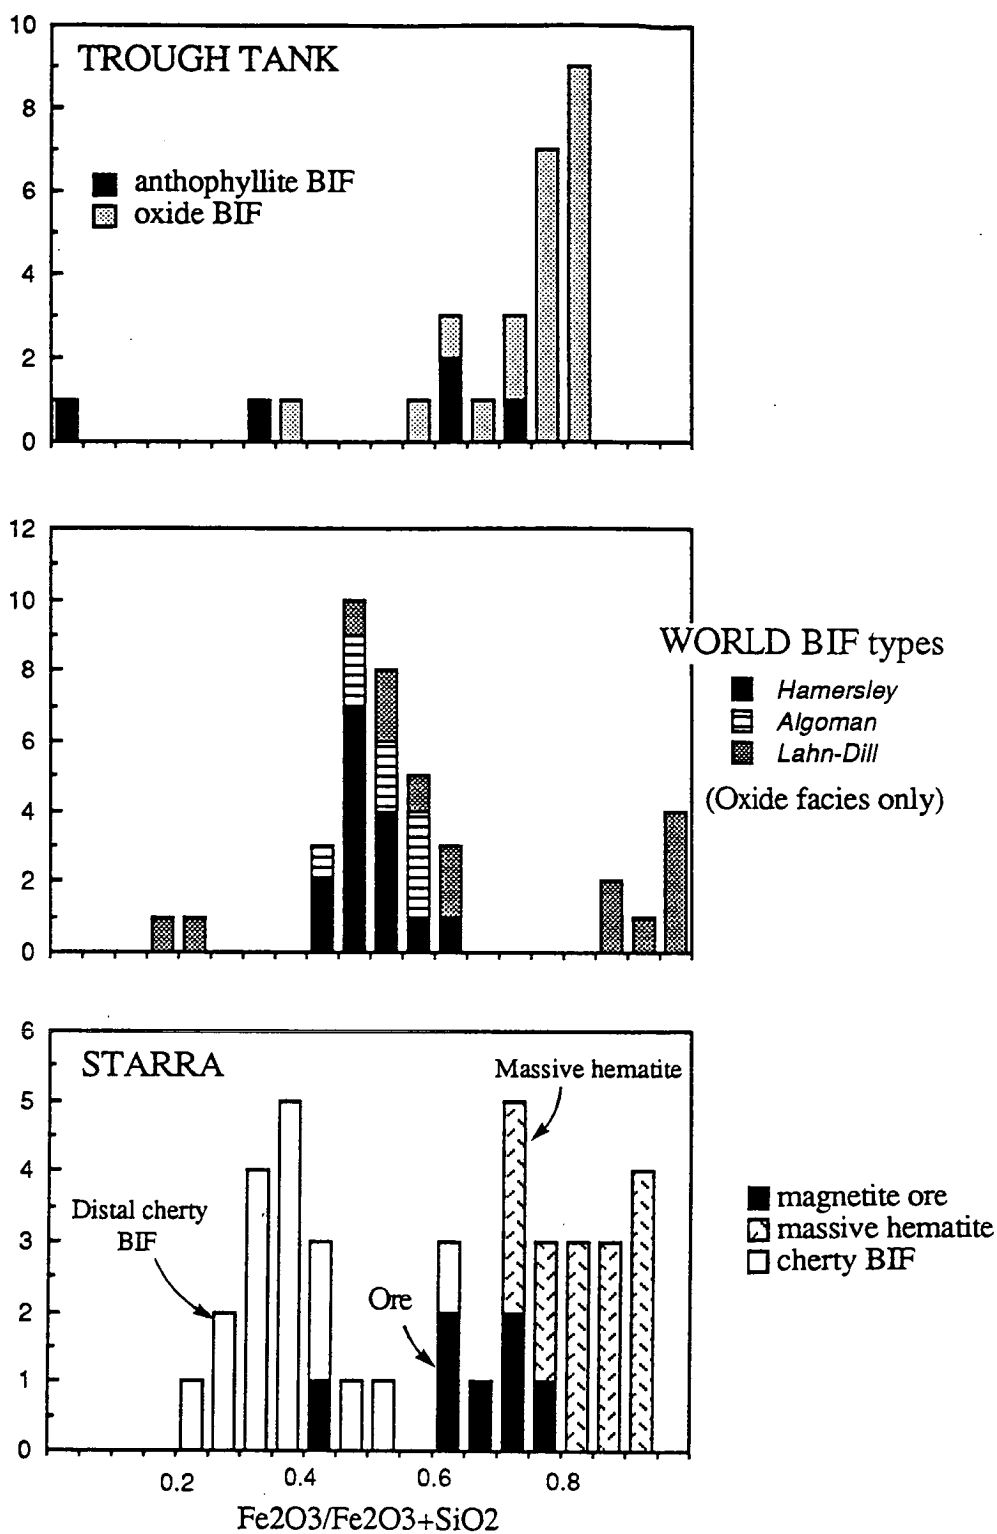 10
TROUGH TANK
8
anthophyllite BIF
6
oxide BIF
4
2
0
12
10
WORLD BIF types
8
Hamersley
Algoman
6
Lahn-Dill
(Oxide facies only)
4
2
0
6
STARRA
Massive hematite
5
4
Distal cherty
BIF
magnetite ore
massive hematite
cherty BIF
3
Ore
2
1
0
0.2 0.4 0.6 0.8
Fe2O3/Fe2O3+SiO2